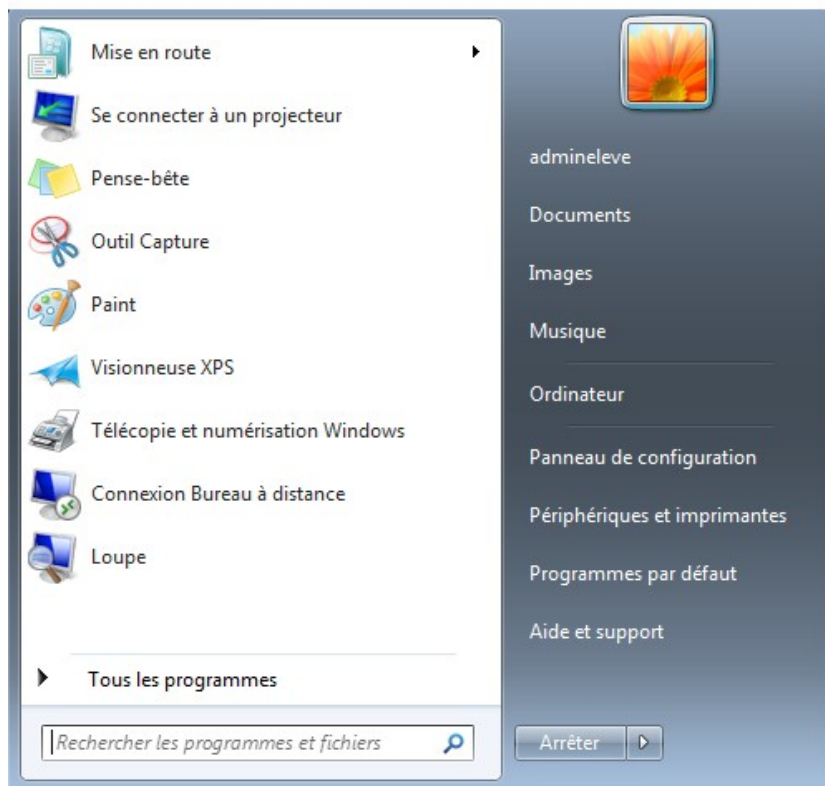 Mise en route
Se connecter à un projecteur
Pense-bête
Outil Capture
Paint
Visionneuse XPS
Télécopie et numérisation Windows
Connexion Bureau à distance
Loupe
Tous les programmes
Rechercher les programmes et fichiers
admineleve
Documents
Images
Musique
Ordinateur
Panneau de configuration
Périphériques et imprimantes
Programmes par défaut
Aide et support
Arrêter